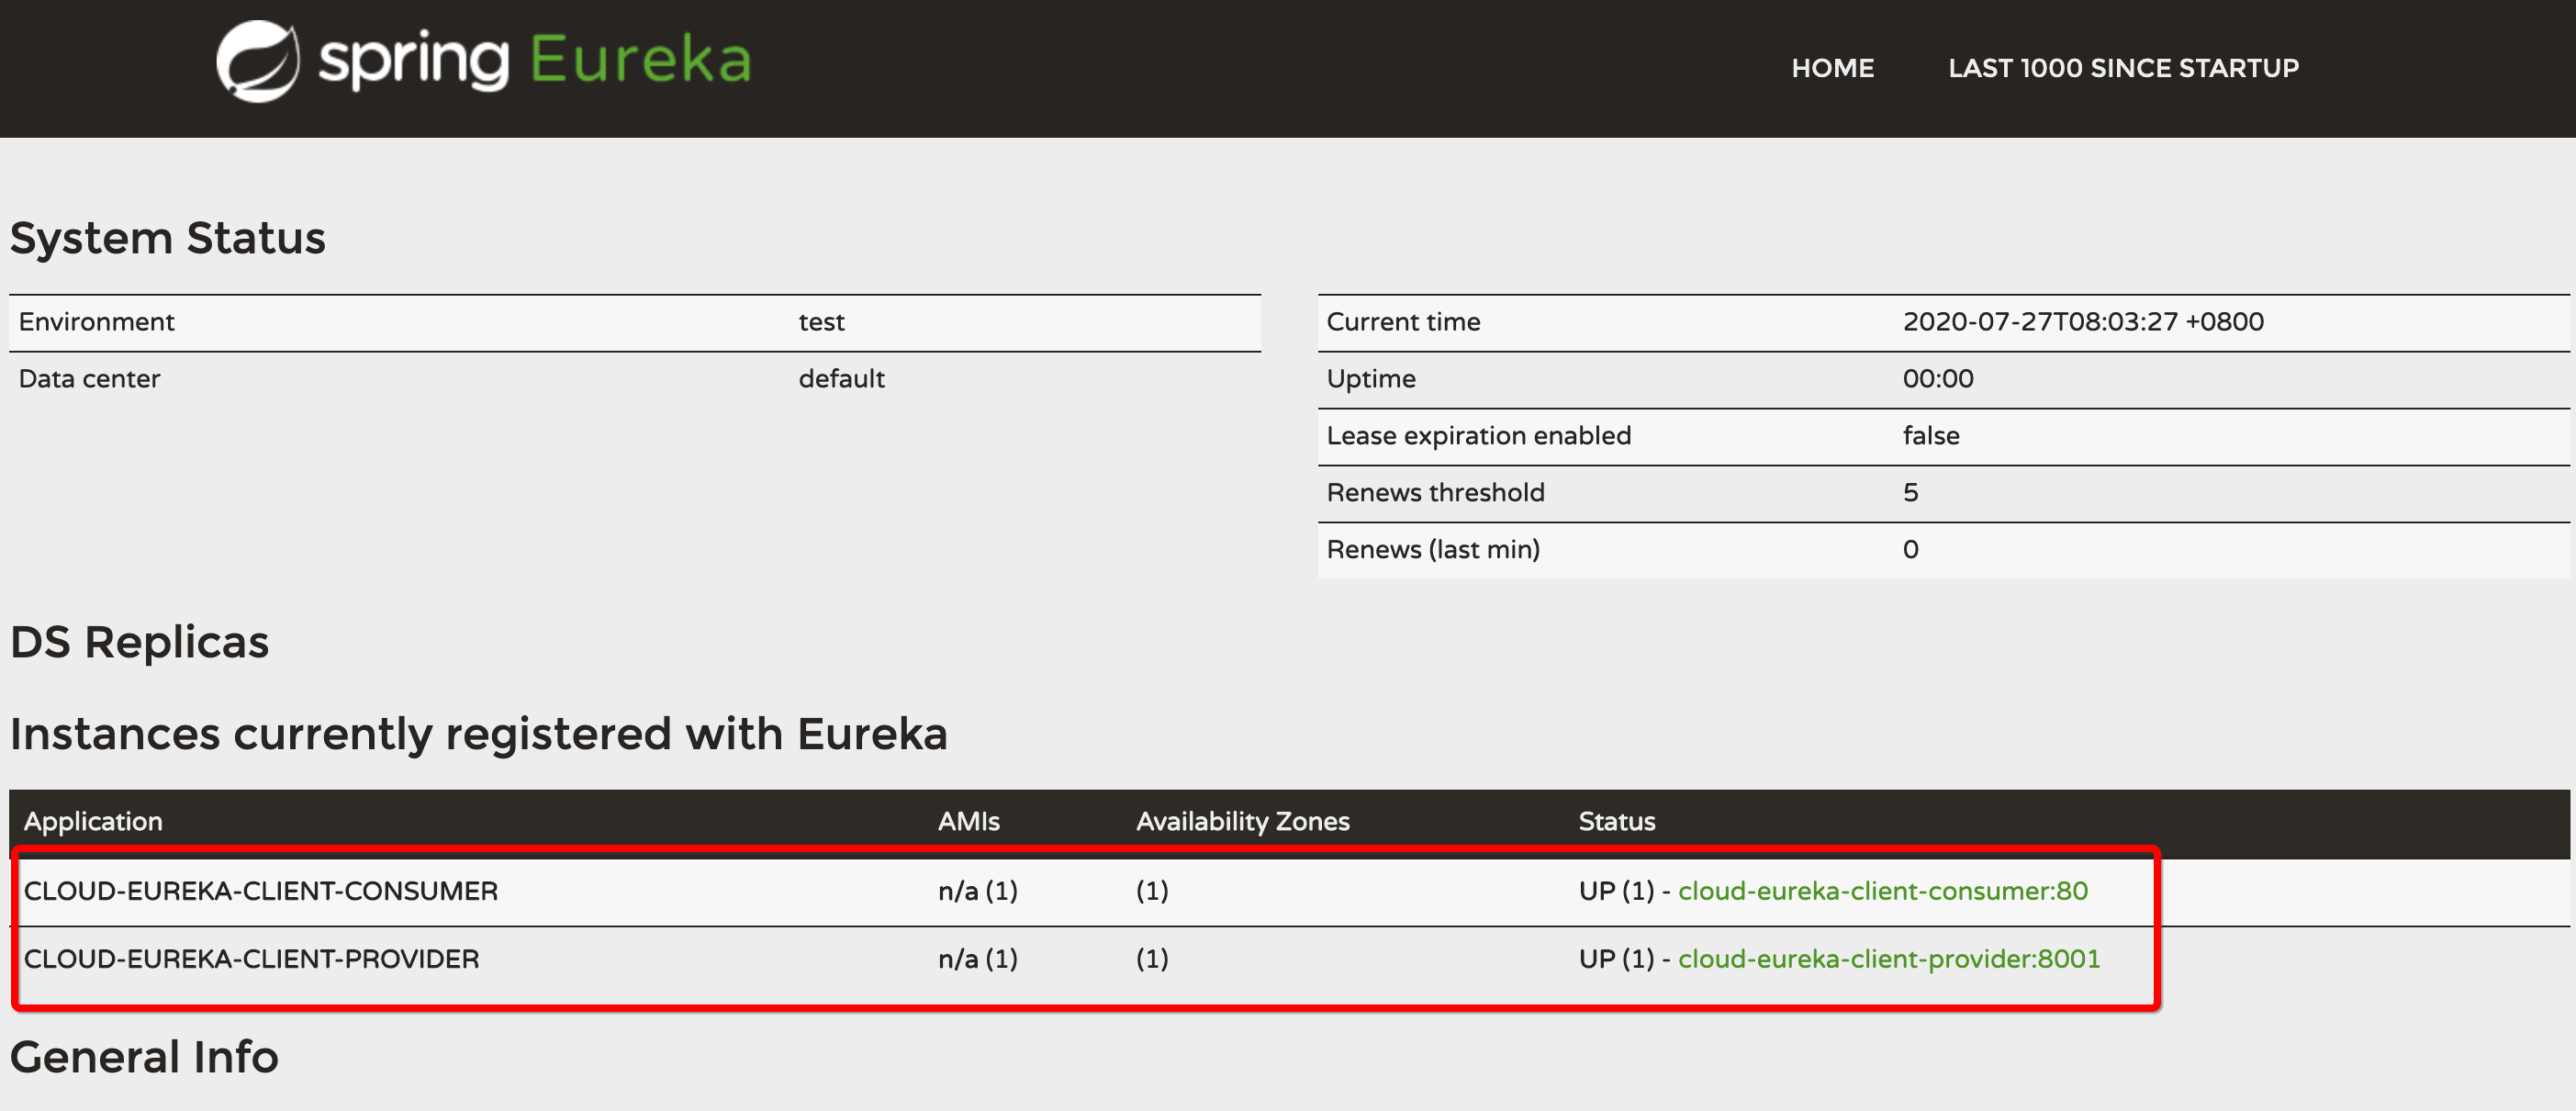 spring Eureka
HOME LAST 1000 SINCE STARTUP
System Status
Environment test
Data center default
Current time 2020-07-27T08:03:27 +0800
Uptime 00:00
Lease expiration enabled false
Renews threshold 5
Renews (last min) 0
DS Replicas
Instances currently registered with Eureka
Application AMIs Availability Zones Status
CLOUD-EUREKA-CLIENT-CONSUMER n/a (1) (1) UP (1) - cloud-eureka-client-consumer:80
CLOUD-EUREKA-CLIENT-PROVIDER n/a (1) (1) UP (1) - cloud-eureka-client-provider:8001
General Info